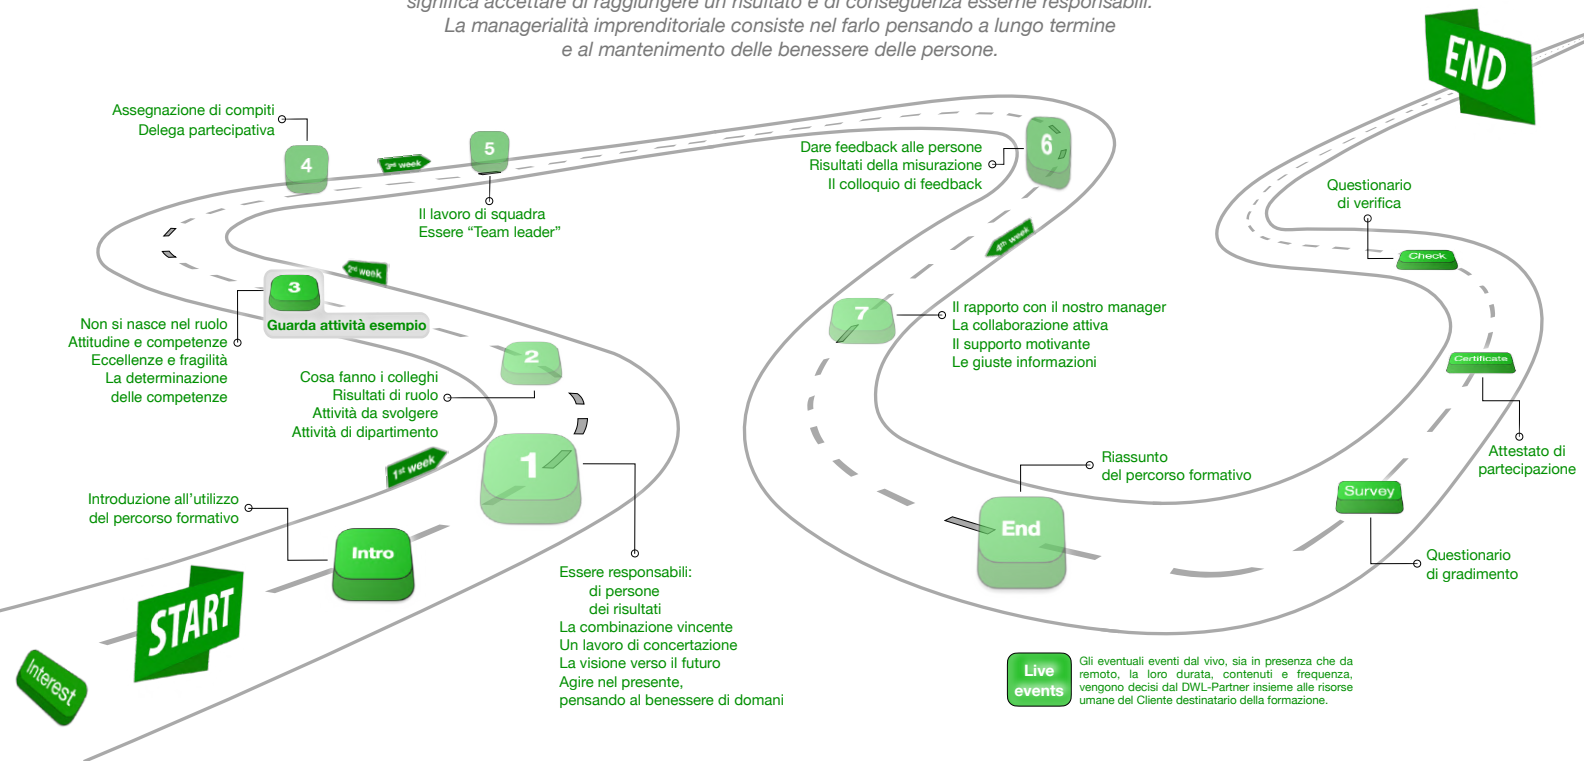 significa accettare di raggiungere un risultato e di conseguenza esserne responsabili.
La managerialità imprenditoriale consiste nel farlo pensando a lungo termine
e al mantenimento delle benessere delle persone.
END
Assegnazione di compiti
Delega partecipativa
4
3rd week
5
Il lavoro di squadra
Essere “Team leader”
Dare feedback alle persone
Risultati della misurazione
Il colloquio di feedback
6
4th week
Questionario
di verifica
Check
2nd week
3
Guarda attività esempio
Non si nasce nel ruolo
Attitudine e competenze
Eccellenze e fragilità
La determinazione
delle competenze
2
Cosa fanno i colleghi
Risultati di ruolo
Attività da svolgere
Attività di dipartimento
7
Il rapporto con il nostro manager
La collaborazione attiva
Il supporto motivante
Le giuste informazioni
Certificate
Attestato di
partecipazione
1st week
1
Introduzione all’utilizzo
del percorso formativo
Intro
Riassunto
del percorso formativo
End
Survey
Questionario
di gradimento
START
Interest
Essere responsabili:
di persone
dei risultati
La combinazione vincente
Un lavoro di concertazione
La visione verso il futuro
Agire nel presente,
pensando al benessere di domani
Live
events
Gli eventuali eventi dal vivo, sia in presenza che da
remoto, la loro durata, contenuti e frequenza,
vengono decisi dal DWL-Partner insieme alle risorse
umane del Cliente destinatario della formazione.